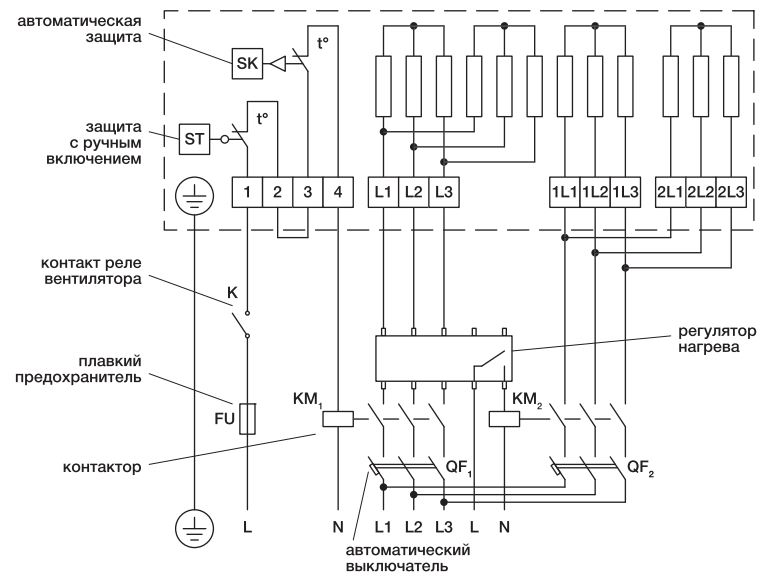 автоматическая
защита
SK
t°
защита
с ручным
включением
ST
t°
1 2 3 4 L1 L2 L3 1L1 1L2 1L3 2L1 2L2 2L3
контакт реле
вентилятора
K
регулятор
нагрева
плавкий
предохранитель
FU
KM1
KM2
контактор
QF1
QF2
L N L1 L2 L3 L N
автоматический
выключатель